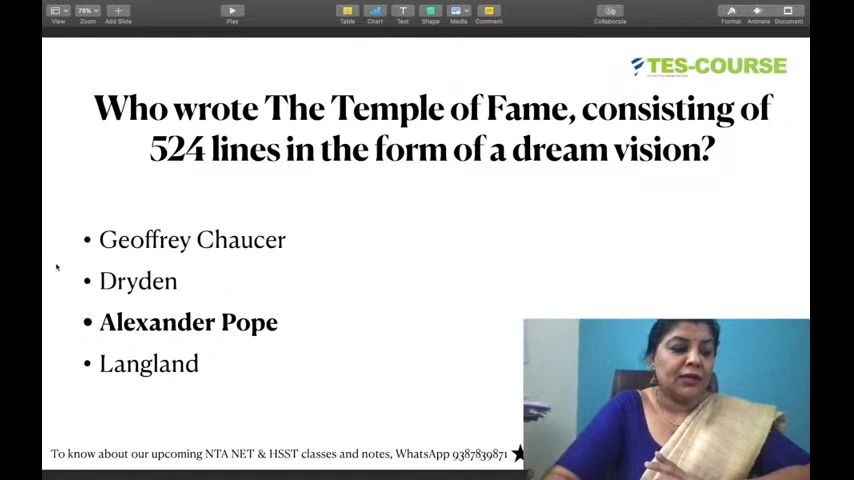 View
75%
Add Slide
Play
Table
Chart
Text
Shape
Media
Comment
Collaborate
Format
Animate
Document
TES-COURSE
Who wrote The Temple of Fame, consisting of
524 lines in the form of a dream vision?
• Geoffrey Chaucer
• Dryden
• Alexander Pope
• Langland
To know about our upcoming NTA NET & HSST classes and notes, WhatsApp 9387839871